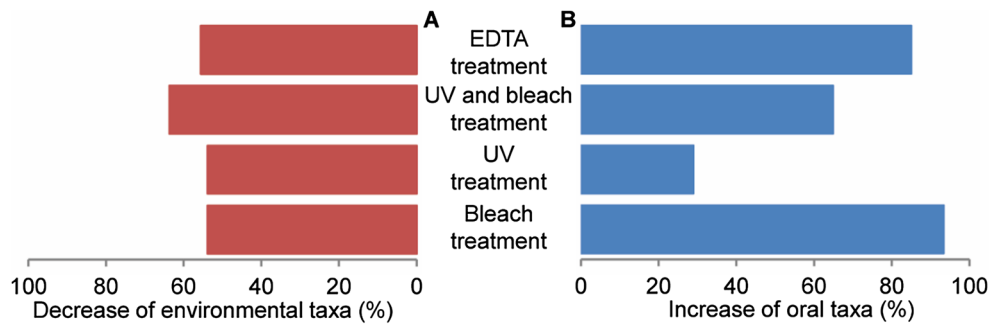 A
B
EDTA
treatment
UV and bleach
treatment
UV
treatment
Bleach
treatment
100 80 60 40 20 0
0 20 40 60 80 100
Decrease of environmental taxa (%)
Increase of oral taxa (%)